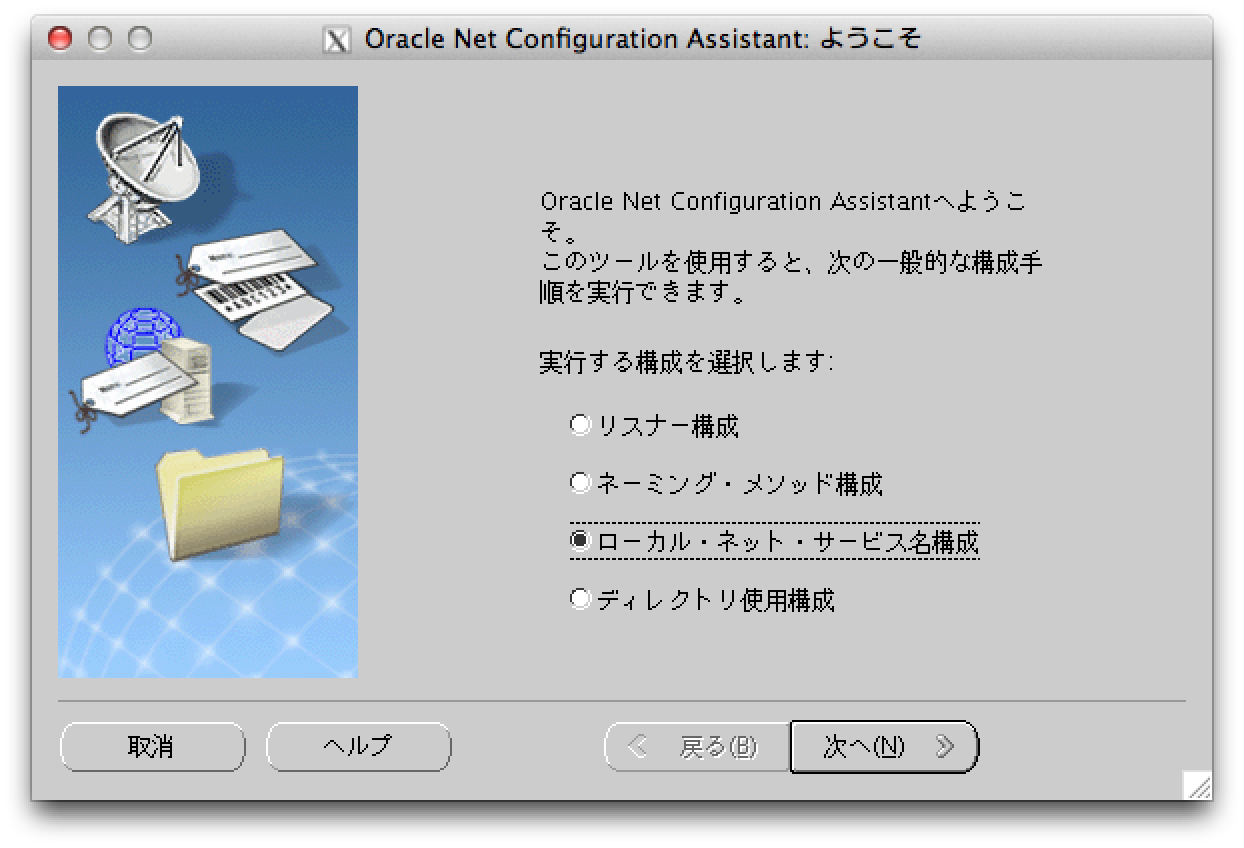 Oracle Net Configuration Assistant: ようこそ
Oracle Net Configuration Assistantへようこ
そ。
このツールを使用すると、次の一般的な構成手
順を実行できます。
実行する構成を選択します:
リスナー構成
ネーミング・メソッド構成
ローカル・ネット・サービス名構成
ディレクトリ使用構成
取消
ヘルプ
戻る(B)
次へ(N)